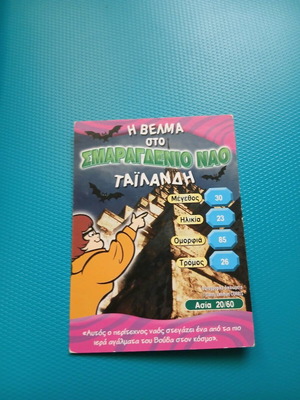 Η ΒΕΛΜΑ
στο
ΣΜΑΡΑΓΔΕΝΙΟ ΝΑΟ
ΤΑΪΛΑΝΔΗ
Μέγεθος 30
Ηλικία 23
Ομορφιά 85
Τρόμος 26
Ασία 20/60
«Αυτός ο περίτεχνος ναός στεγάζει ένα από τα πιο
ιερά αγάλματα του Βούδα στον κόσμο»